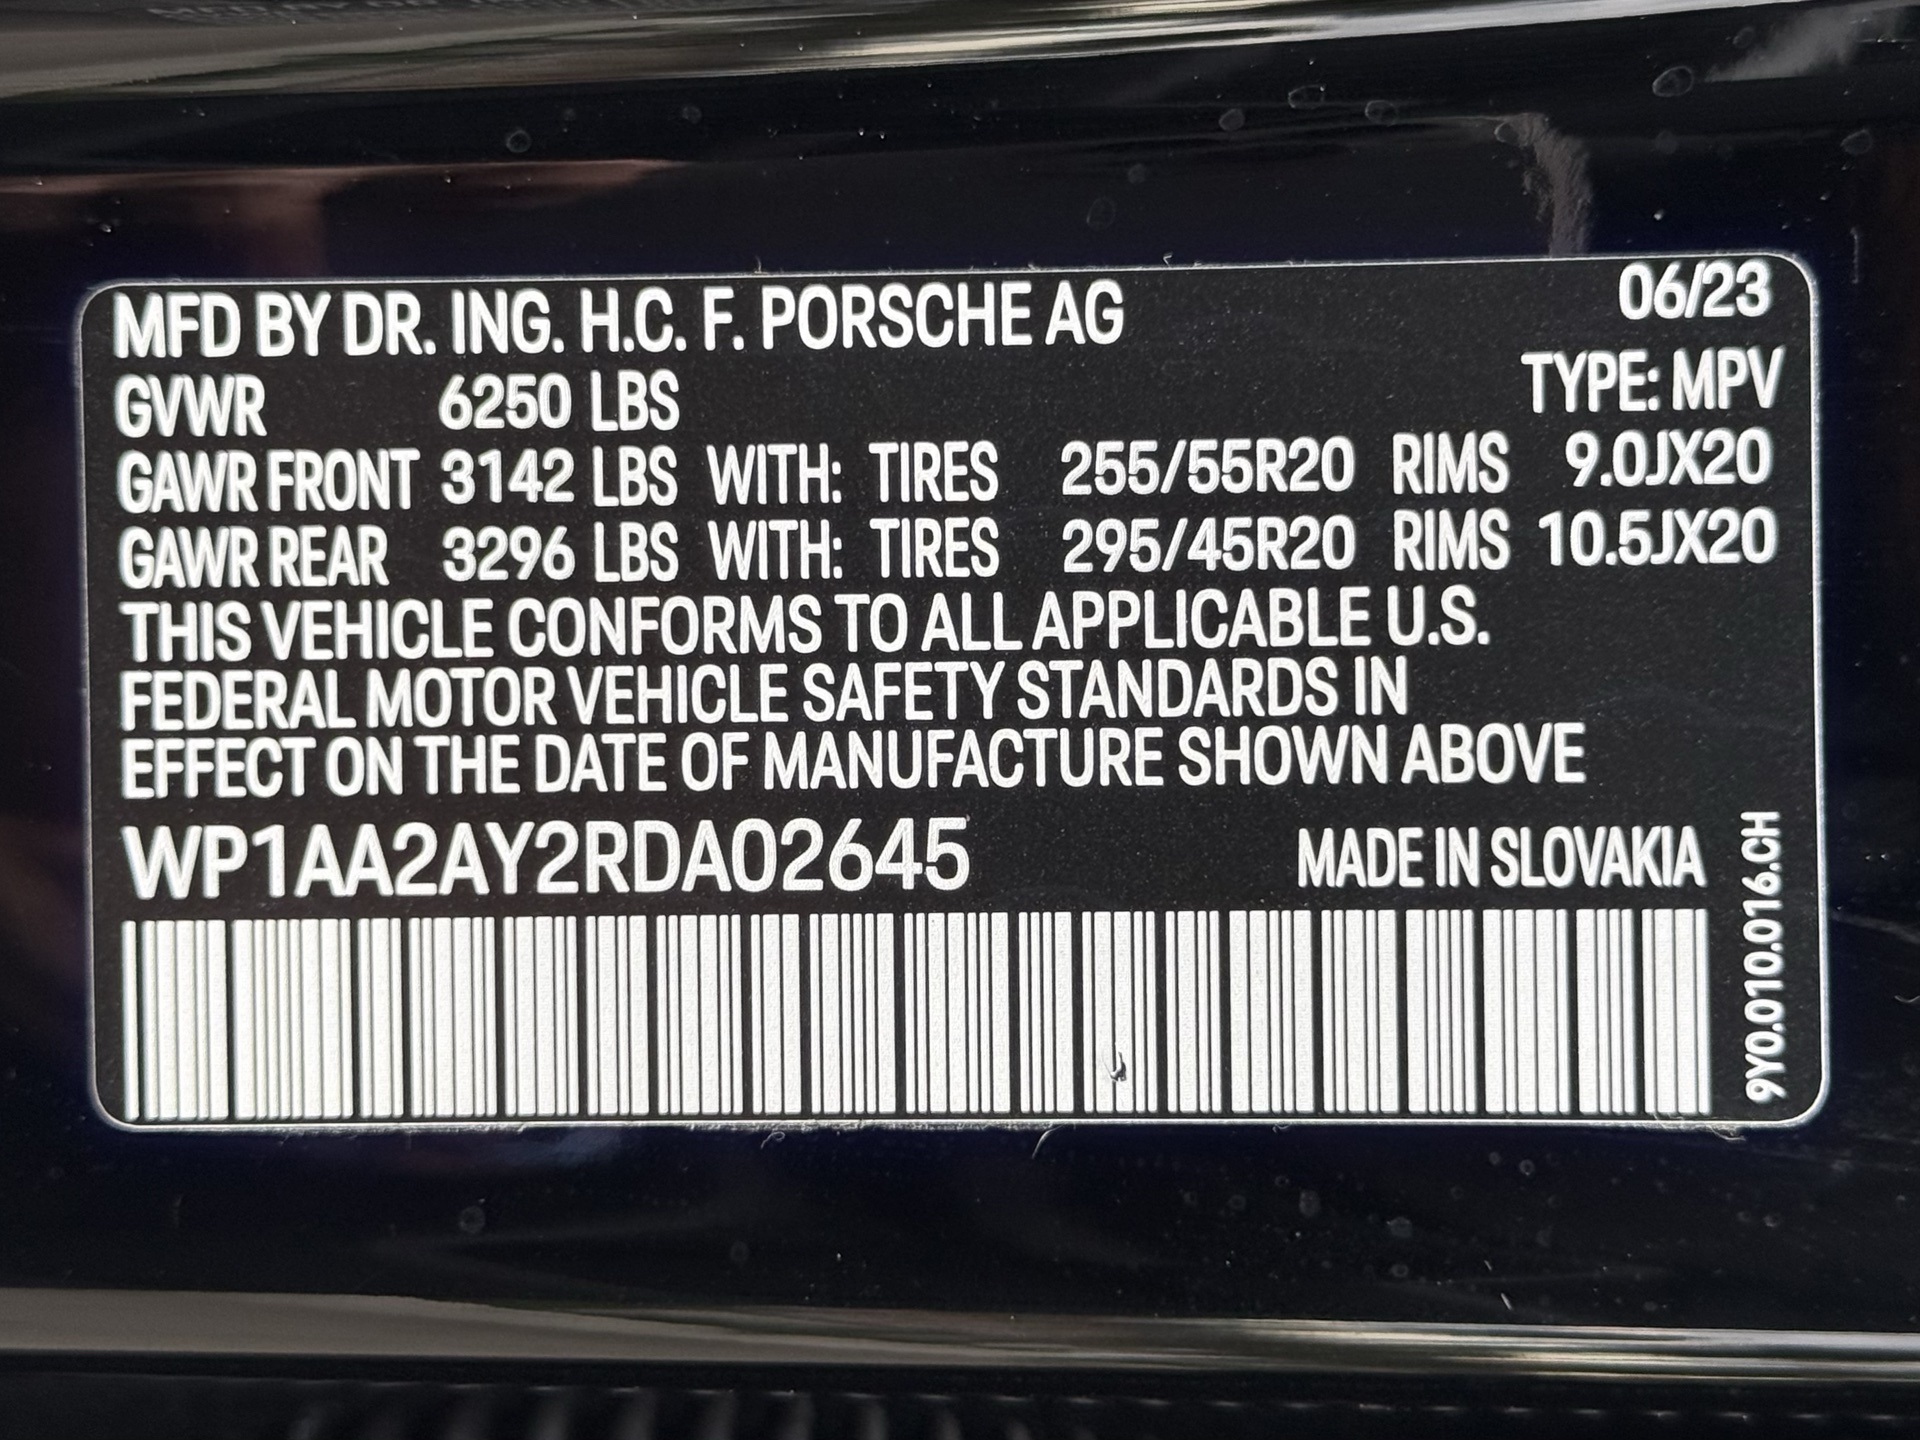 MFD BY DR. ING. H.C. F. PORSCHE AG 06/23
GVWR 6250 LBS TYPE: MPV
GAWR FRONT 3142 LBS WITH: TIRES 255/55R20 RIMS 9.0JX20
GAWR REAR 3296 LBS WITH: TIRES 295/45R20 RIMS 10.5JX20
THIS VEHICLE CONFORMS TO ALL APPLICABLE U.S.
FEDERAL MOTOR VEHICLE SAFETY STANDARDS IN
EFFECT ON THE DATE OF MANUFACTURE SHOWN ABOVE
WP1AA2AY2RDA02645 MADE IN SLOVAKIA
9Y0.010.016.CH